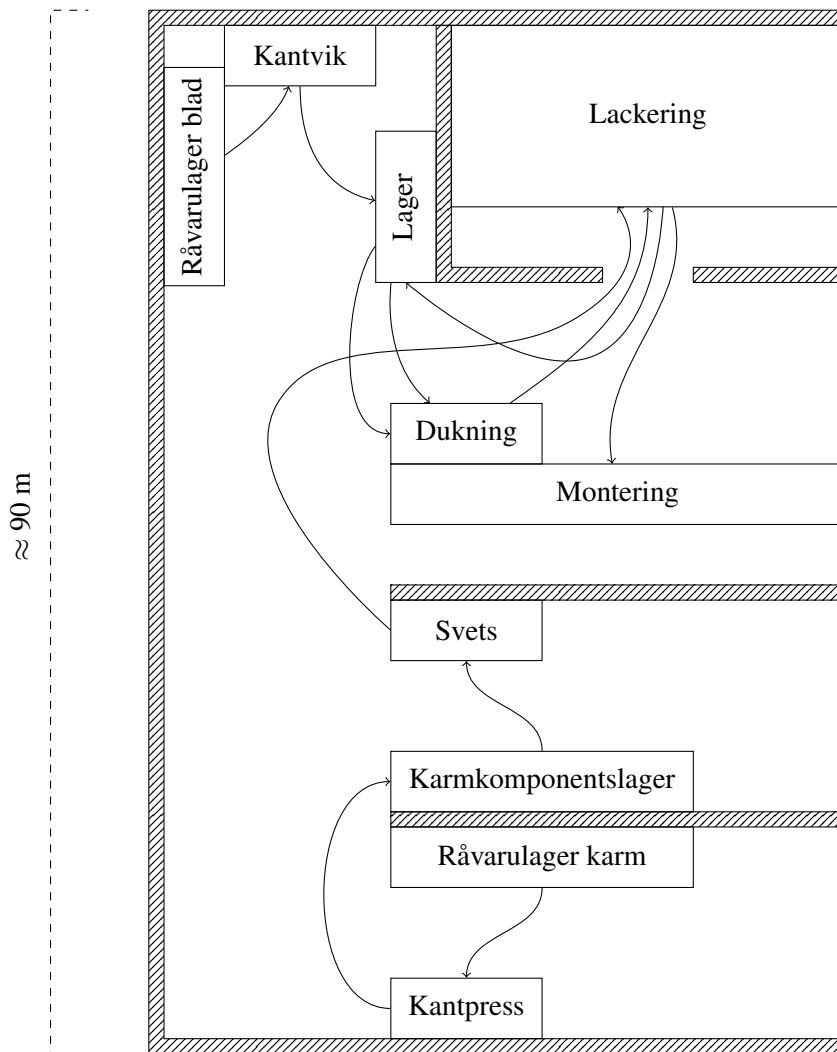 Kantvik
Råvarulager blad
Lackering
Lager
Dukning
Montering
≈ 90 m
Svets
Karmkomponentslager
Råvarulager karm
Kantpress